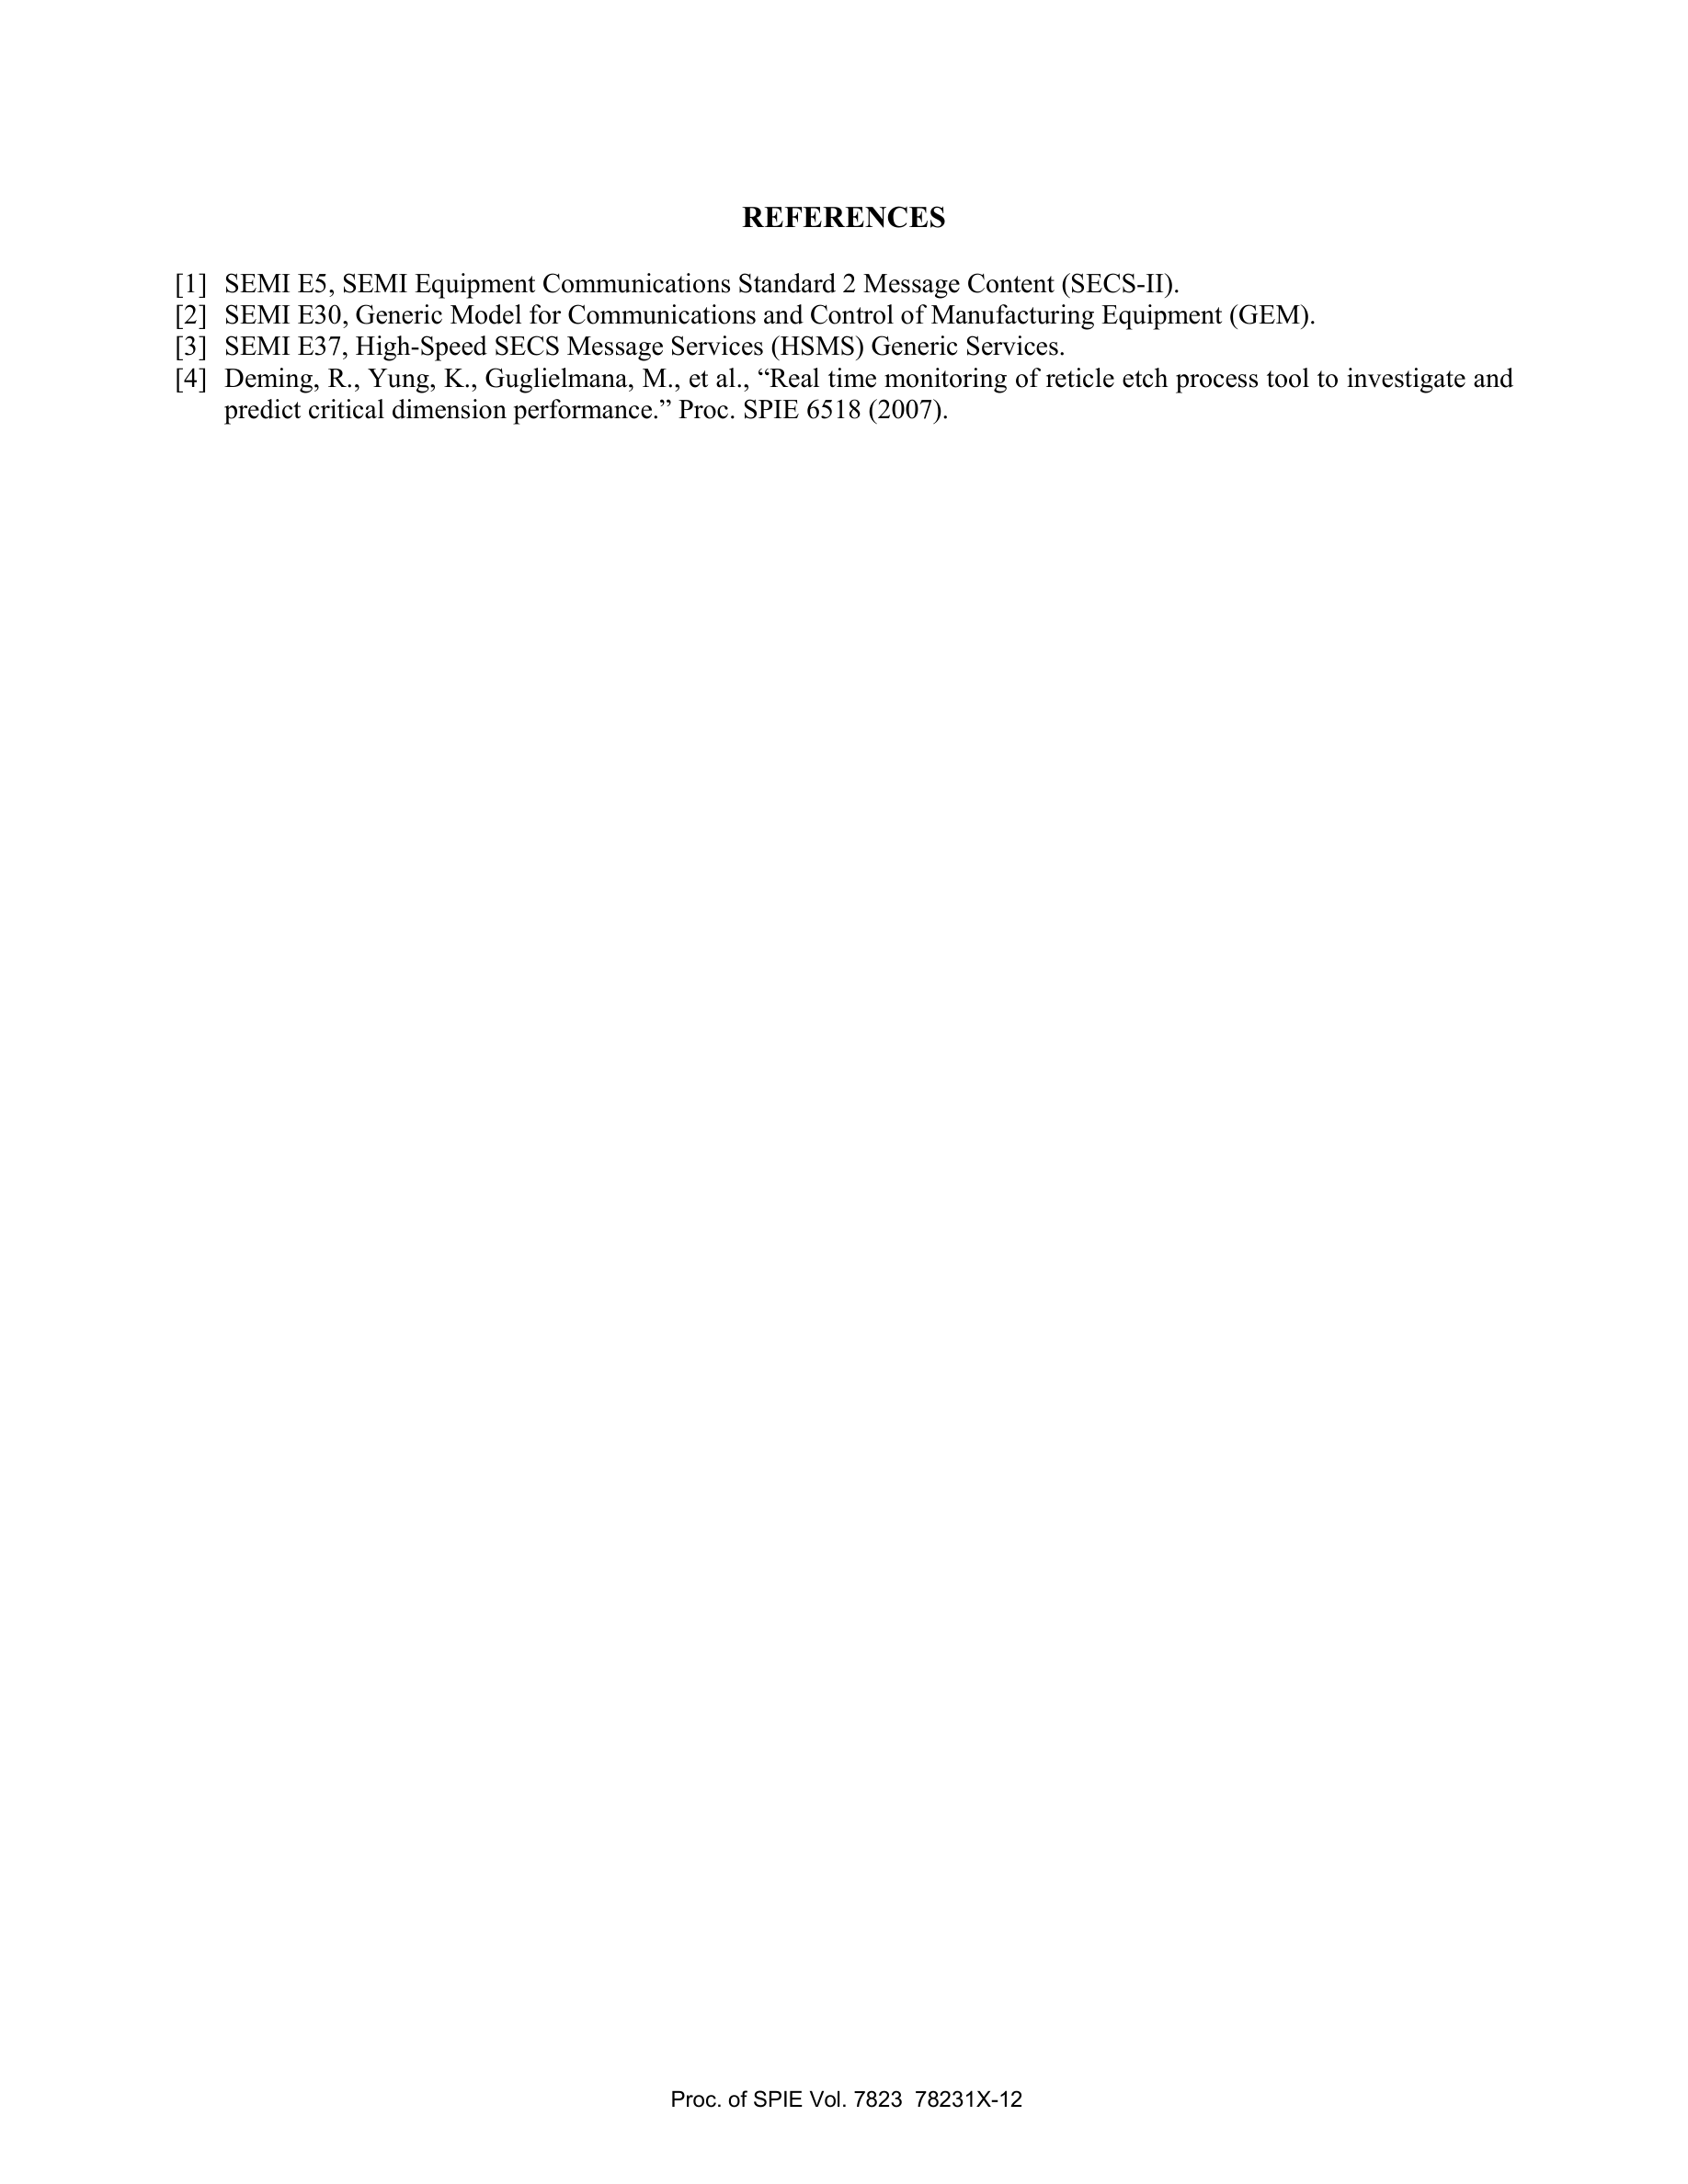 REFERENCES
[1] SEMI E5, SEMI Equipment Communications Standard 2 Message Content (SECS-II).
[2] SEMI E30, Generic Model for Communications and Control of Manufacturing Equipment (GEM).
[3] SEMI E37, High-Speed SECS Message Services (HSMS) Generic Services.
[4] Deming, R., Yung, K., Guglielmana, M., et al., “Real time monitoring of reticle etch process tool to investigate and
predict critical dimension performance.” Proc. SPIE 6518 (2007).
Proc. of SPIE Vol. 7823 78231X-12